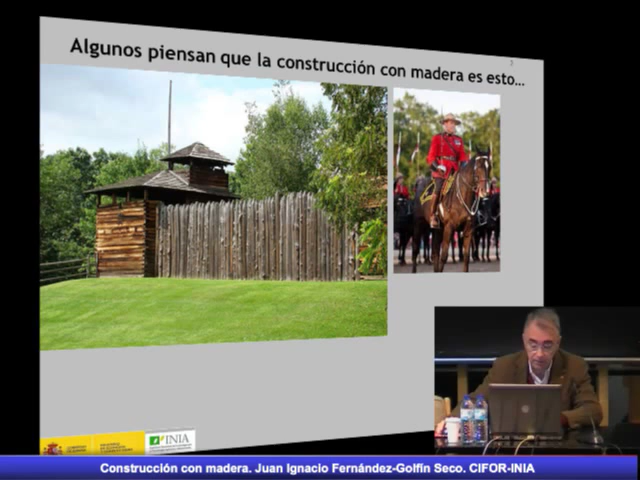 Algunos piensan que la construcción con madera es esto...
INIA
Construcción con madera. Juan Ignacio Fernández-Golfín Seco. CIFOR-INIA